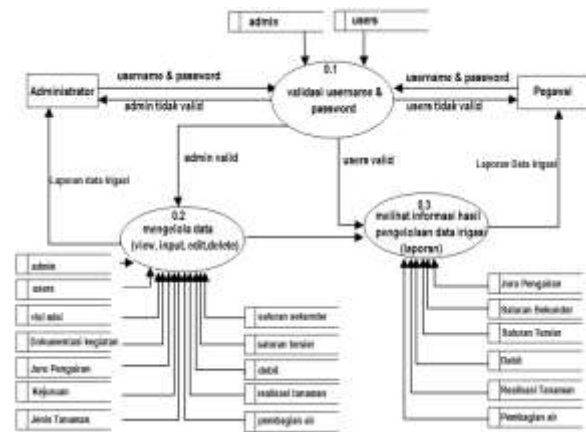 admin
users
0.1
validasi username &
password
username & password
Administrator
admin tidak valid
username & password
Pegawai
users tidak valid
admin valid
users valid
Laporan data Irigasi
Laporan Data Irigasi
0.2
mengelola data
(view, input, edit,delete)
0.3
melihat informasi hasil
pengelolaan data irigasi
(laporan)
admin
users
visi misi
Dokumentasi kegiatan
Juru Pengairan
Kejuruan
Jenis Tanaman
saluran sekunder
saluran tersier
debit
realisasi tanaman
pembagian air
Juru Pengairan
Saluran Sekunder
Saluran Tersier
Debit
Realisasi Tanaman
Pembagian air